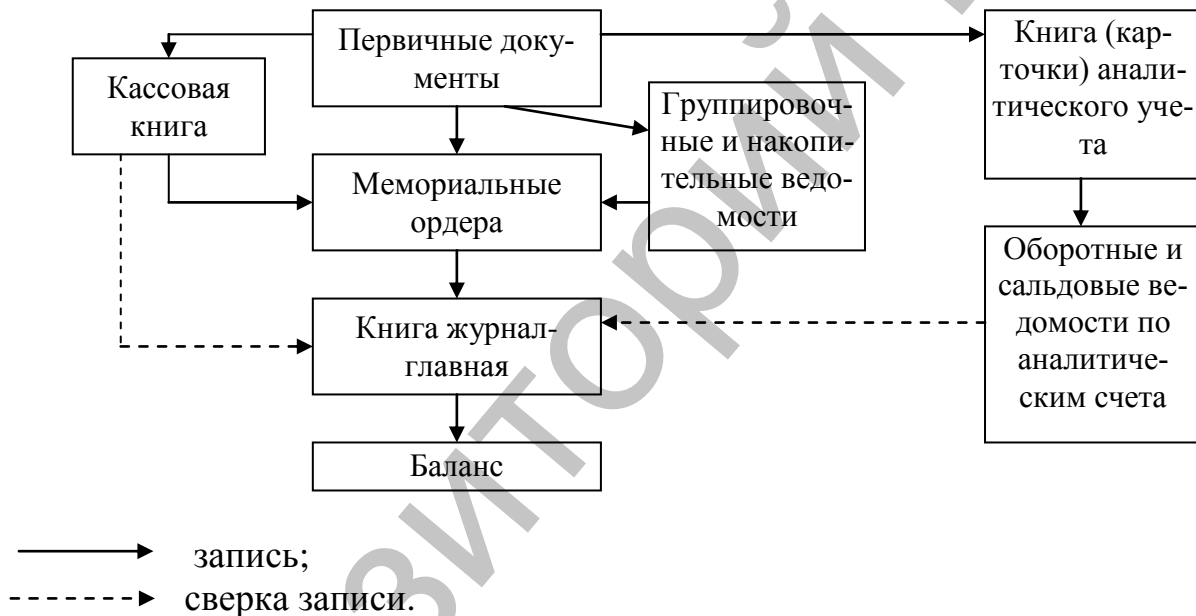 Первичные доку-
менты
Кассовая
книга
Группировоч-
ные и накопи-
тельные ведо-
мости
Книга (кар-
точки) анали-
тического уче-
та
Мемориальные
ордера
Оборотные и
сальдовые ве-
домости по
аналитиче-
ским счета
Книга журнал-
главная
Баланс
запись;
сверка записи.
зиторий